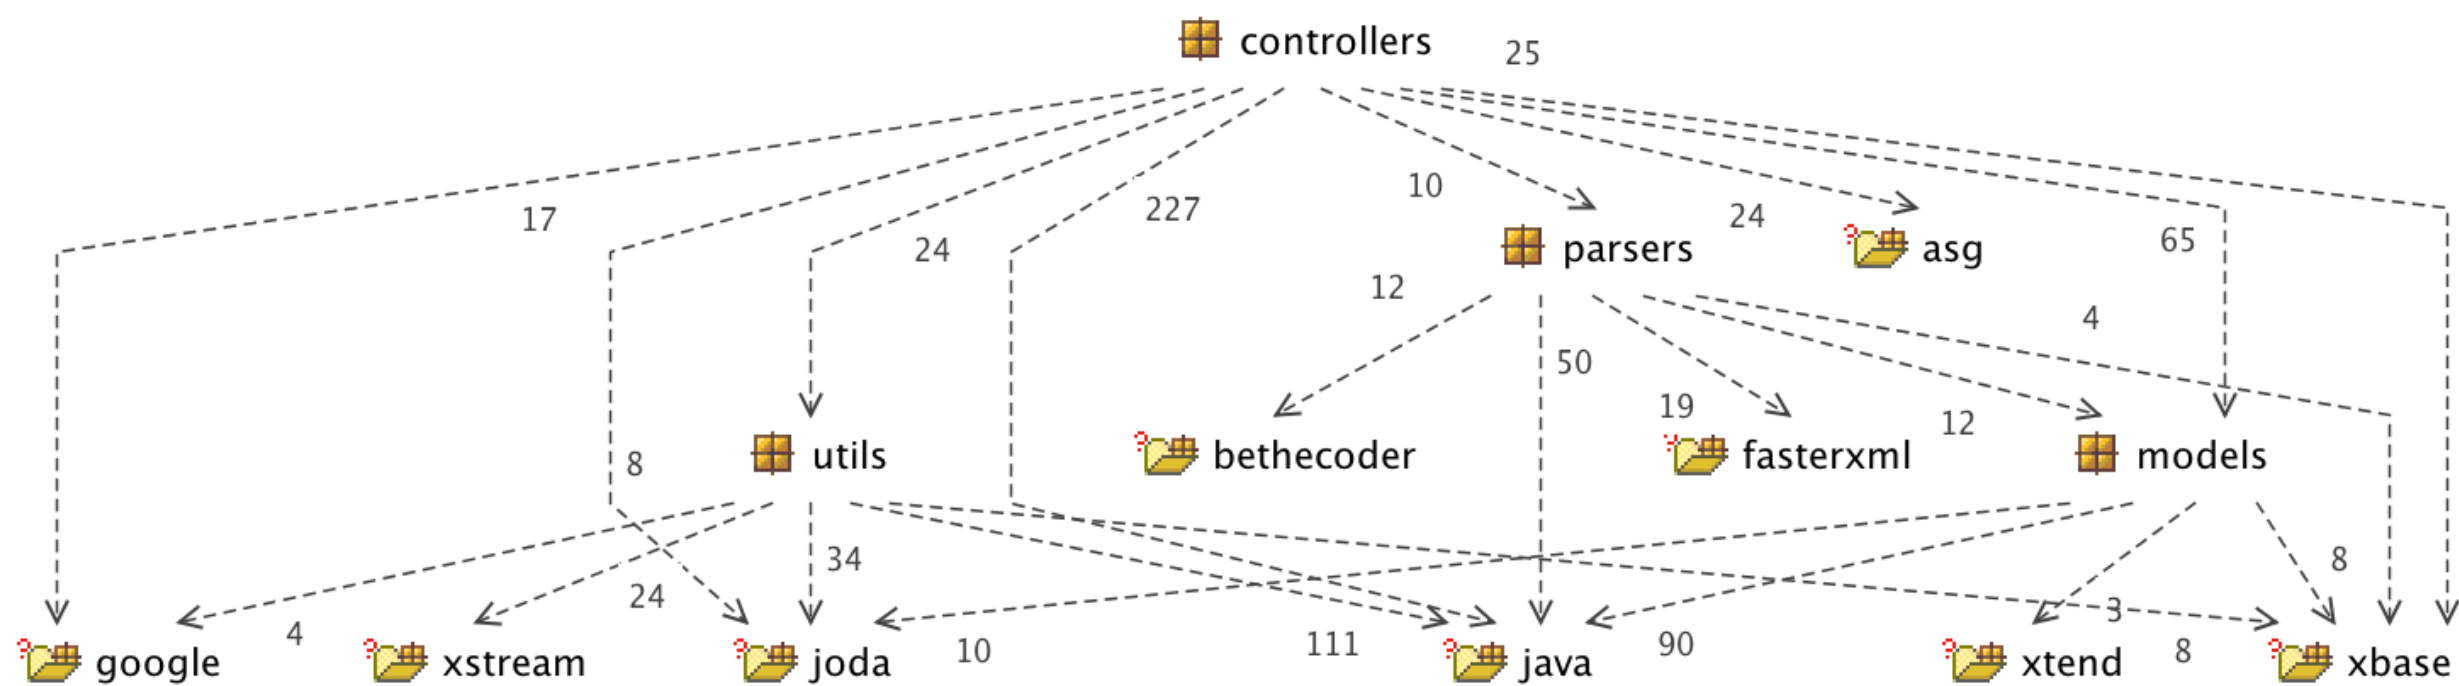 controllers
25
10
227
17
24
24
65
parsers
asg
12
4
50
19
12
8
utils
bethecoder
fasterxml
models
34
8
24
3
4
10
111
90
8
google
xstream
joda
java
xtend
xbase